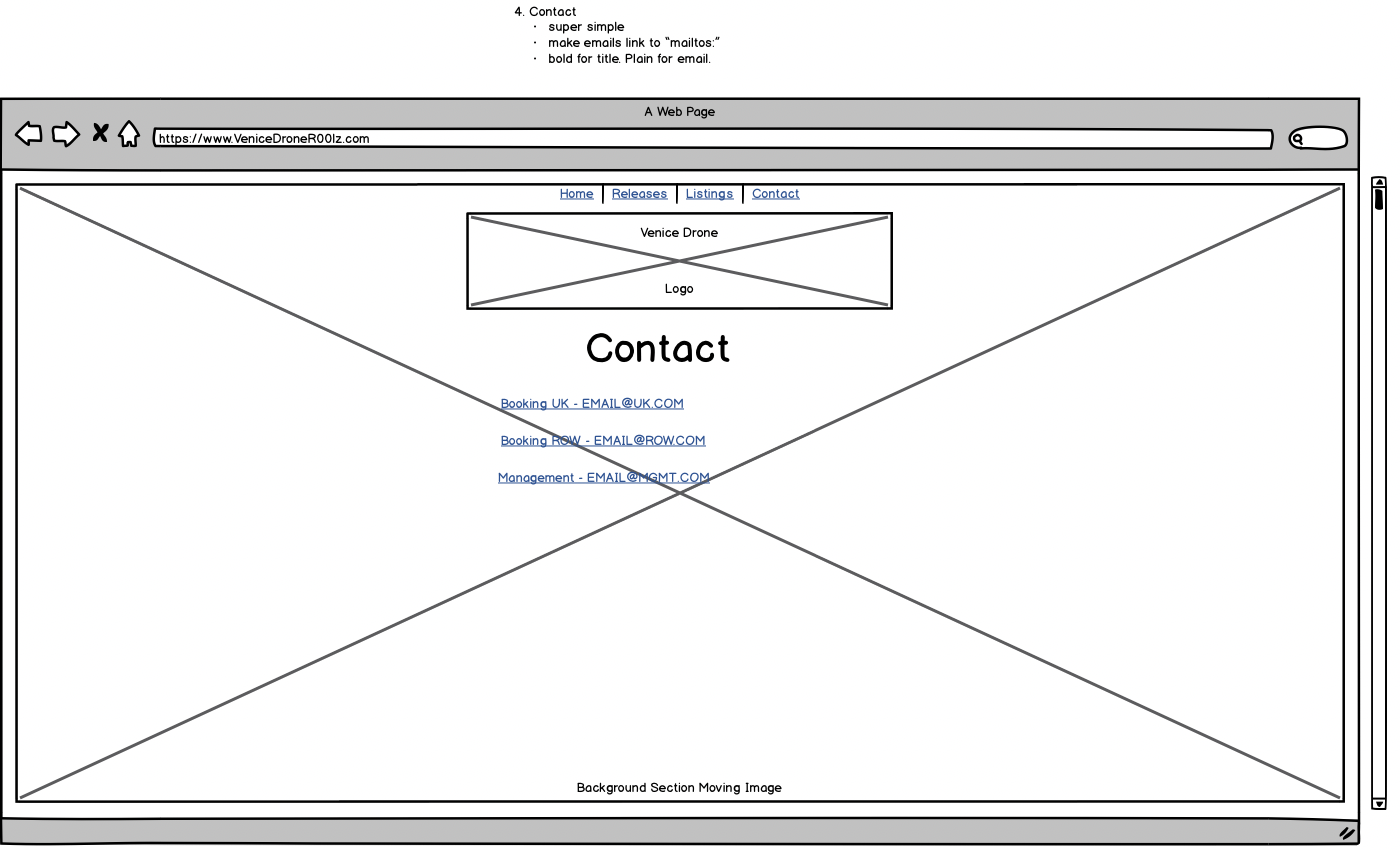 4. Contact
· super simple
· make emails link to "mailtos:"
· bold for title. Plain for email.
A Web Page
https://www.VeniceDroneR00lz.com
Home Releases Listings Contact
Venice Drone
Logo
Contact
Booking UK - EMAIL@UK.COM
Booking ROW - EMAIL@ROW.COM
Management - EMAIL@MGMT.COM
Background Section Moving Image